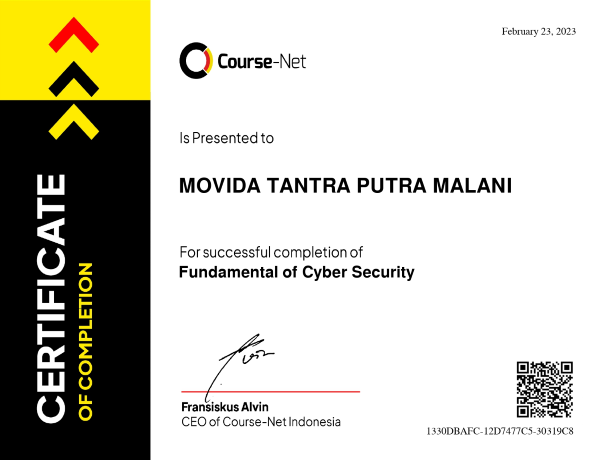 CERTIFICATE
OF COMPLETION
February 23, 2023
Course-Net
Is Presented to
MOVIDA TANTRA PUTRA MALANI
For successful completion of
Fundamental of Cyber Security
Fransiskus Alvin
CEO of Course-Net Indonesia
1330DBAFC-12D7477C5-30319C8